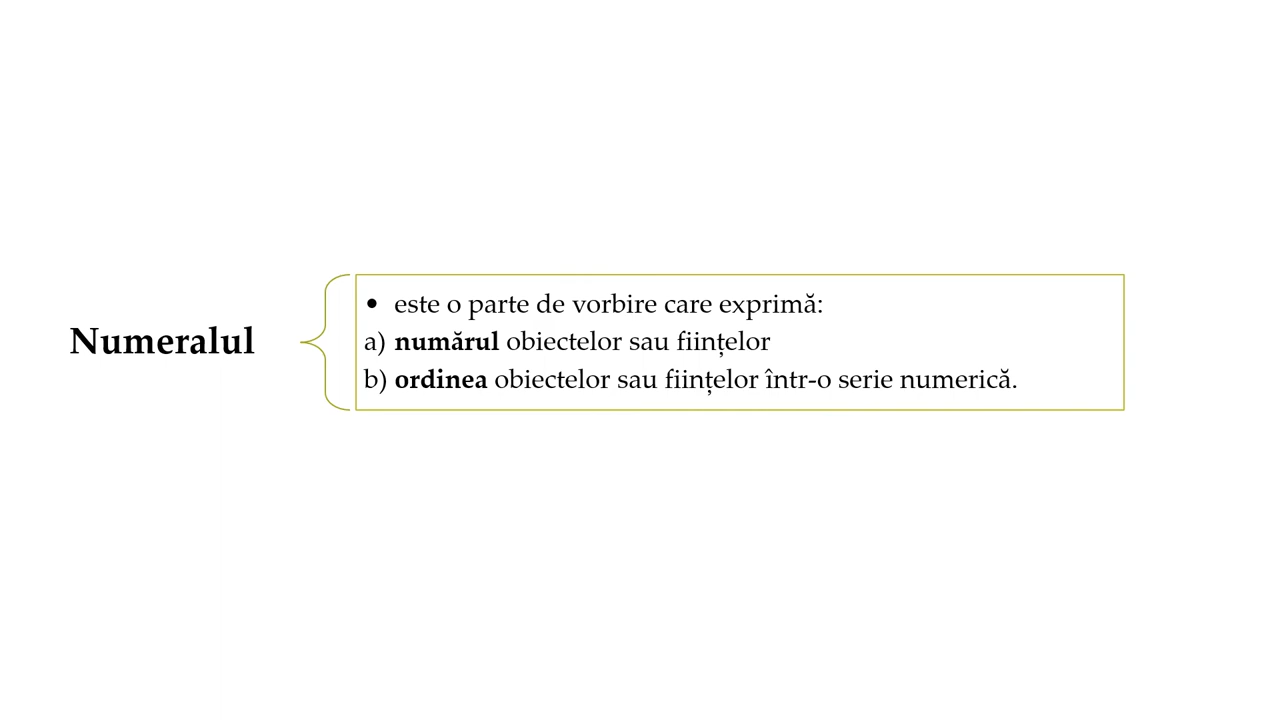 Numeralul
• este o parte de vorbire care exprimă:
a) numărul obiectelor sau ființelor
b) ordinea obiectelor sau ființelor într-o serie numerică.